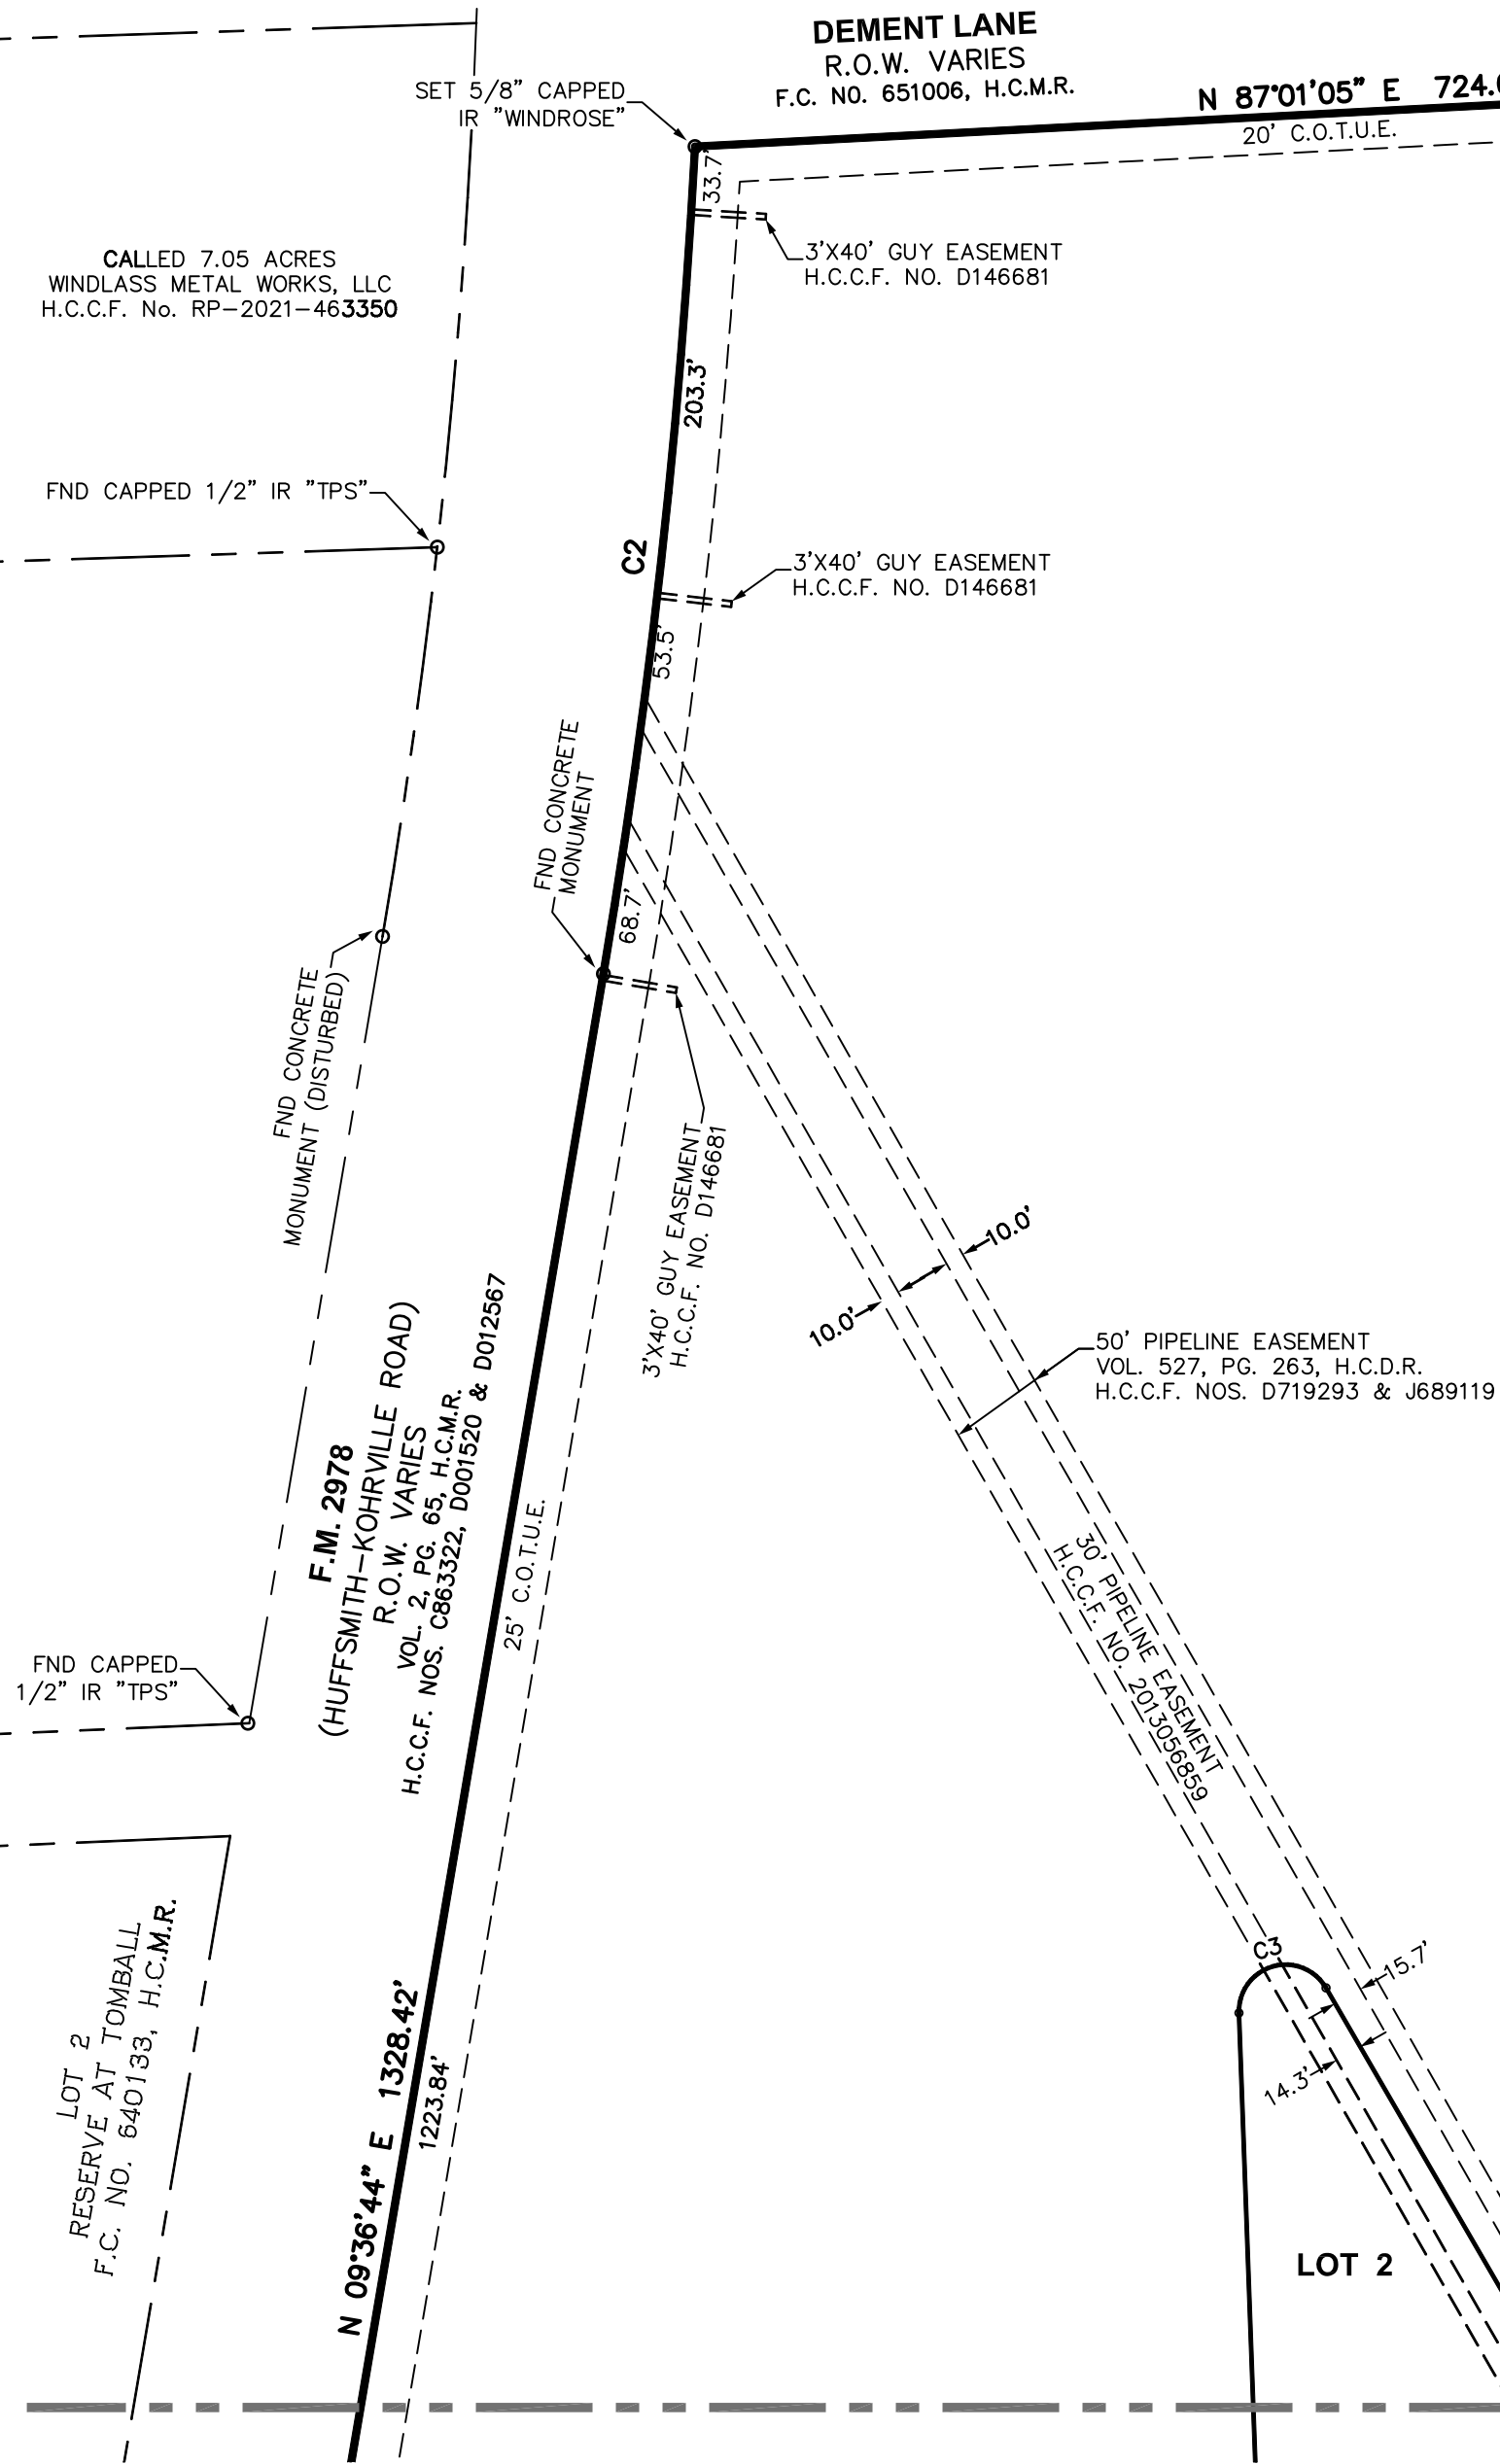 DEMENT LANE
R.O.W. VARIES
F.C. NO. 651006, H.C.M.R.
N 87°01'05" E
20' C.O.T.U.E.
SET 5/8" CAPPED
IR "WINDROSE"
33.7'
3'X40' GUY EASEMENT
H.C.C.F. NO. D146681
CALLED 7.05 ACRES
WINDLASS METAL WORKS, LLC
H.C.C.F. No. RP-2021-463350
203.3'
FND CAPPED 1/2" IR "TPS"
C2
3'X40' GUY EASEMENT
H.C.C.F. NO. D146681
53.5'
FND CONCRETE
MONUMENT
68.7'
FND CONCRETE
MONUMENT (DISTURBED)
3'X40' GUY EASEMENT
H.C.C.F. NO. D146681
10.0'
10.0'
50' PIPELINE EASEMENT
VOL. 527, PG. 263, H.C.D.R.
H.C.C.F. NOS. D719293 & J689119
F.M. 2978
(HUFFSMITH-KOHRVILLE ROAD)
R.O.W. VARIES
VOL. 2, PG. 65, H.C.M.R.
H.C.C.F. NOS. C863322, D001520 & D012567
25' C.O.T.U.E.
30' PIPELINE EASEMENT
H.C.C.F. NO. 2013056859
FND CAPPED
1/2" IR "TPS"
LOT 2
RESERVE AT TOMBALL
F.C. NO. 640133, H.C.M.R.
C3
15.7'
14.3'
N 09°36'44" E 1328.42'
1223.84'
LOT 2